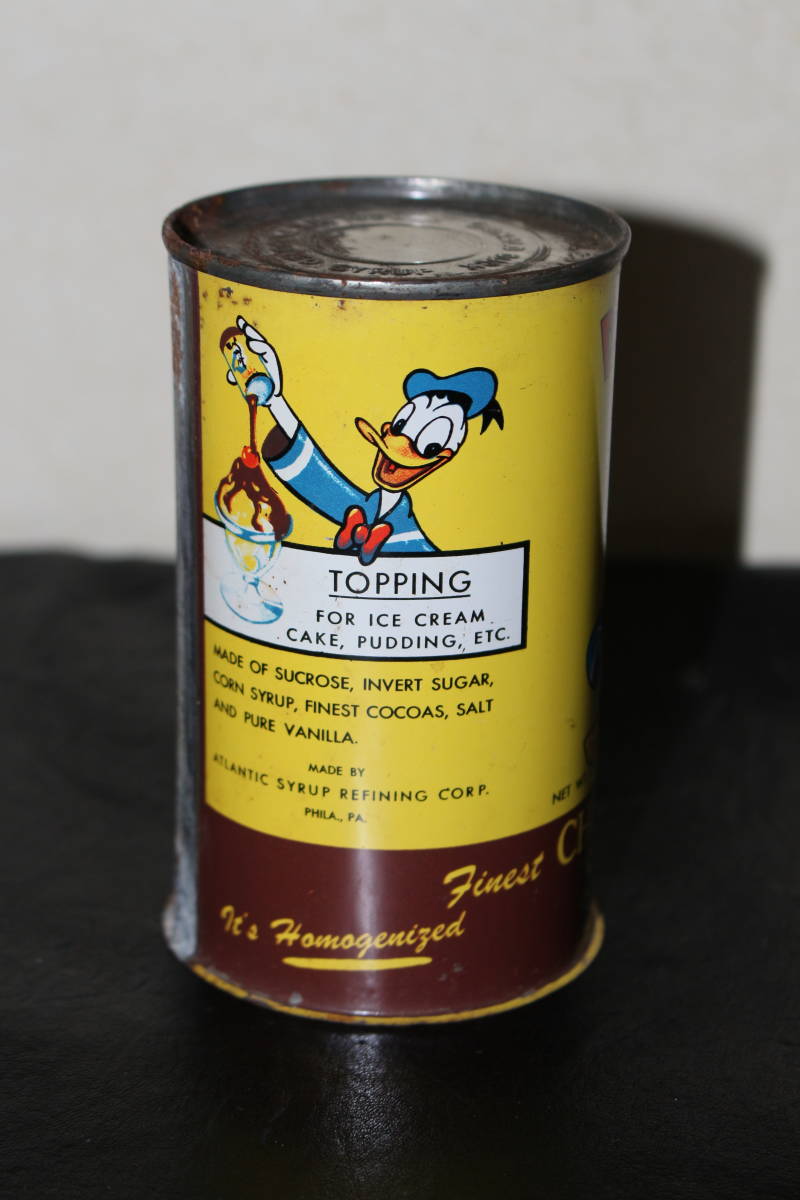 TOPPING
FOR ICE CREAM
CAKE, PUDDING, ETC.
MADE OF SUCROSE, INVERT SUGAR,
CORN SYRUP, FINEST COCOAS, SALT
AND PURE VANILLA.
MADE BY
ATLANTIC SYRUP REFINING CORP.
PHILA., PA.
NET
Finest
It's Homogenized